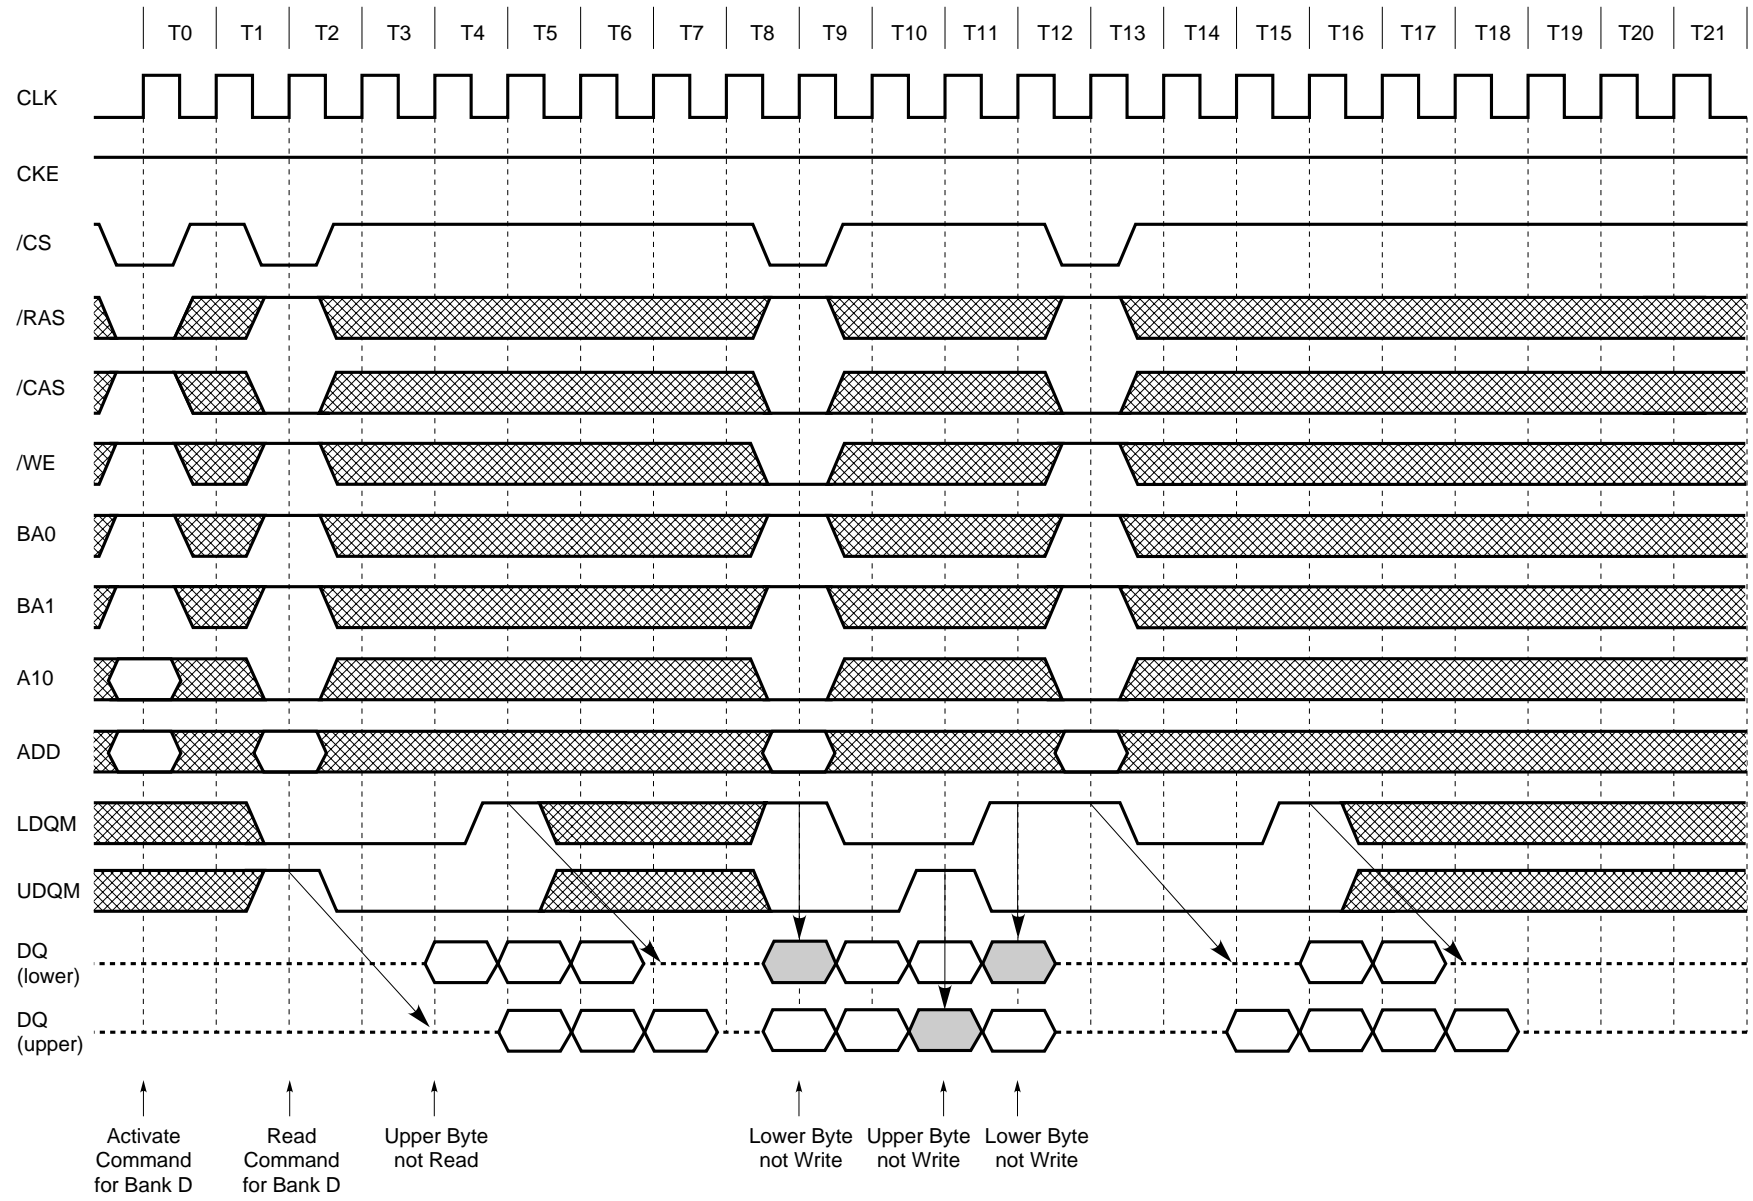 T0 T1 T2 T3 T4 T5 T6 T7 T8 T9 T10 T11 T12 T13 T14 T15 T16 T17 T18 T19 T20 T21
CLK
CKE
/CS
/RAS
/CAS
/WE
BA0
BA1
A10
ADD
LDQM
UDQM
DQ
(lower)
DQ
(upper)
Activate
Command
for Bank D
Read
Command
for Bank D
Upper Byte
not Read
Lower Byte
not Write
Upper Byte
not Write
Lower Byte
not Write